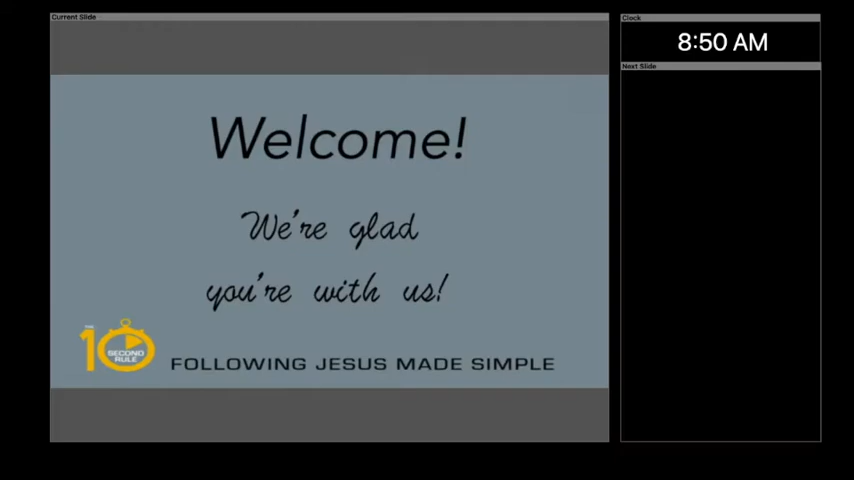 Current Slide
Clock
8:50 AM
Next Slide
Welcome!
We're glad
you're with us!
THE
10
SECOND
RULE
FOLLOWING JESUS MADE SIMPLE